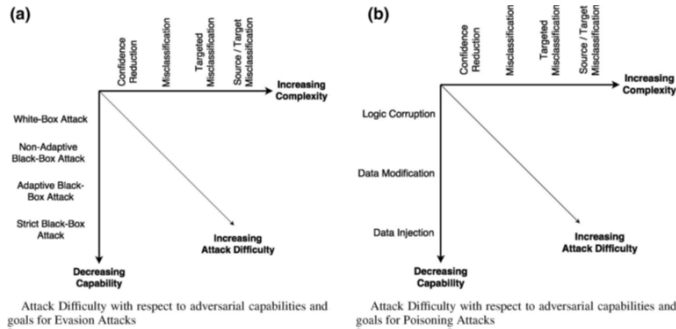 (a)
Confidence
Reduction
Misclassification
Targeted
Misclassification
Source / Target
Misclassification
Increasing
Complexity
White-Box Attack
Non-Adaptive
Black-Box Attack
Adaptive Black-
Box Attack
Strict Black-Box
Attack
Increasing
Attack Difficulty
Decreasing
Capability
Attack Difficulty with respect to adversarial capabilities and
goals for Evasion Attacks
(b)
Confidence
Reduction
Misclassification
Targeted
Misclassification
Source / Target
Misclassification
Increasing
Complexity
Logic Corruption
Data Modification
Data Injection
Increasing
Attack Difficulty
Decreasing
Capability
Attack Difficulty with respect to adversarial capabilities and
goals for Poisoning Attacks